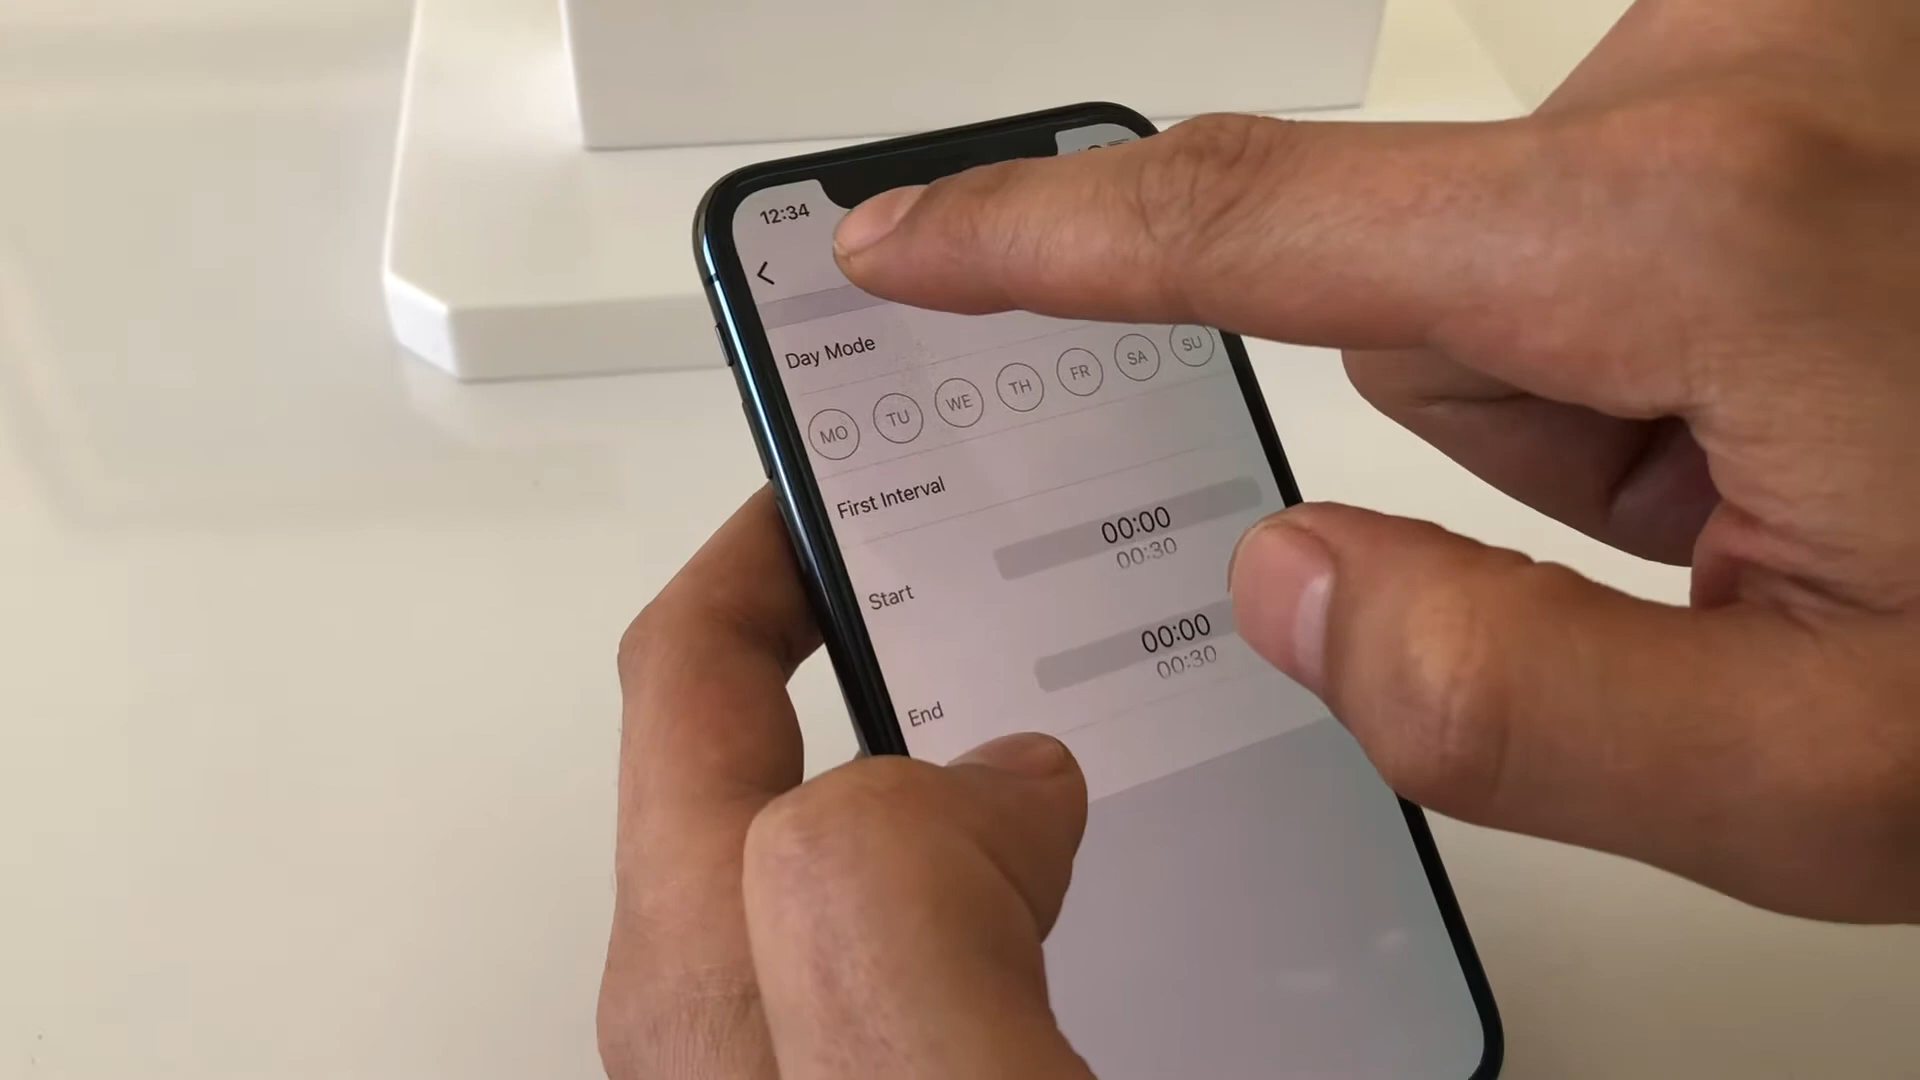 12:34
Day Mode
MO TU WE TH FR SA SU
First Interval
00:00
00:30
Start
00:00
00:30
End